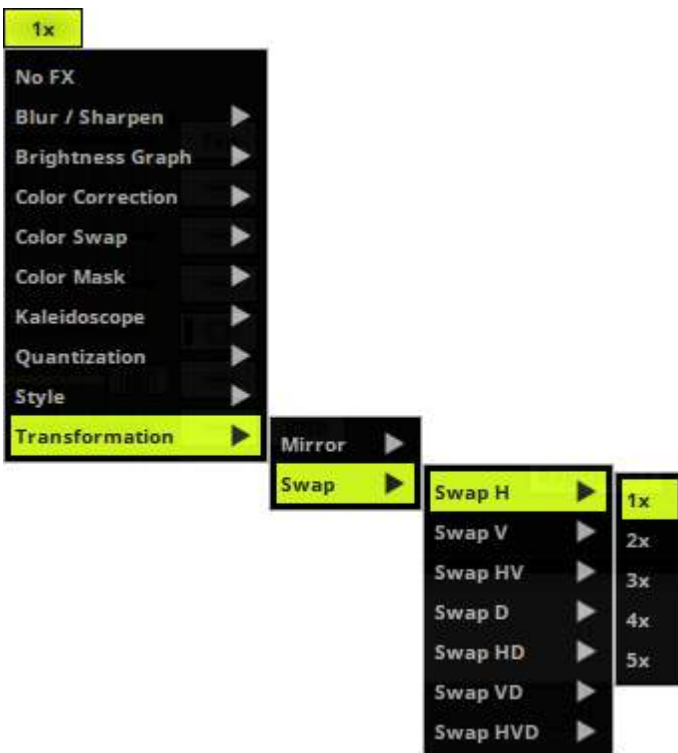 1x
No FX
Blur / Sharpen
Brightness Graph
Color Correction
Color Swap
Color Mask
Kaleidoscope
Quantization
Style
Transformation
Mirror
Swap
Swap H
Swap V
Swap HV
Swap D
Swap HD
Swap VD
Swap HVD
1x
2x
3x
4x
5x